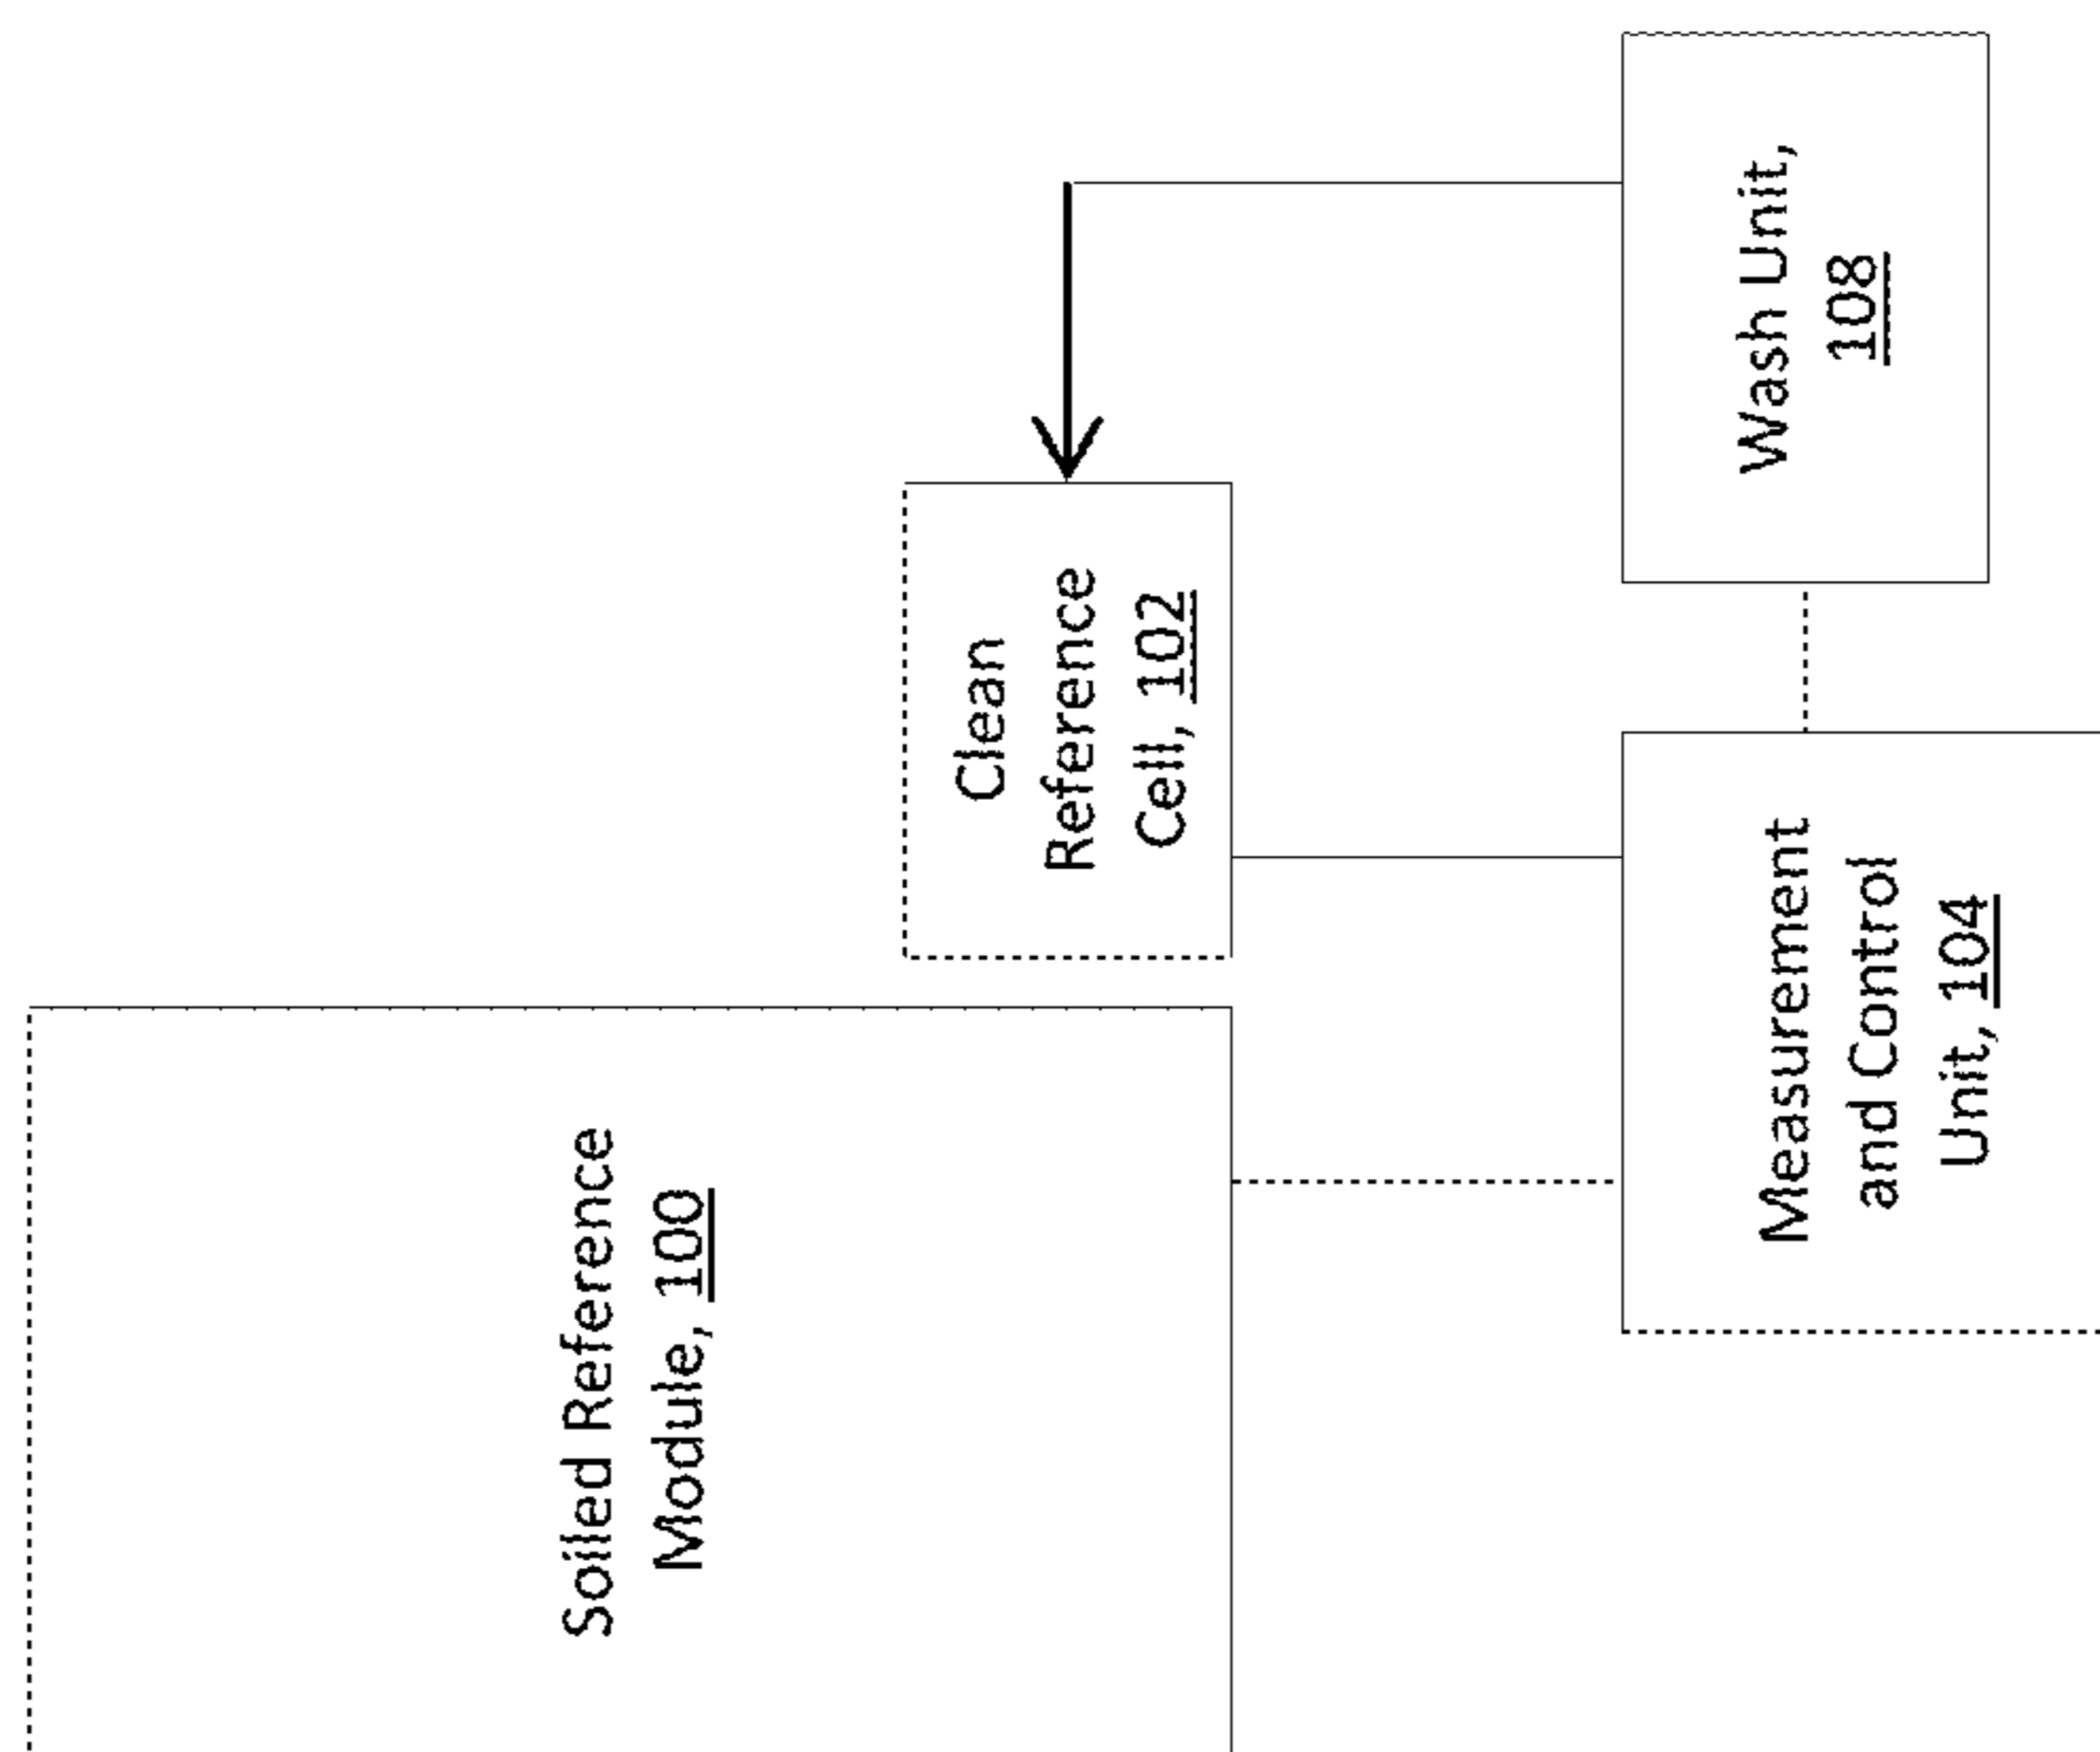 Soiled Reference
Module, 100
Clean
Reference
Cell, 102
Measurement
and Control
Unit, 104
Wash Unit,
108